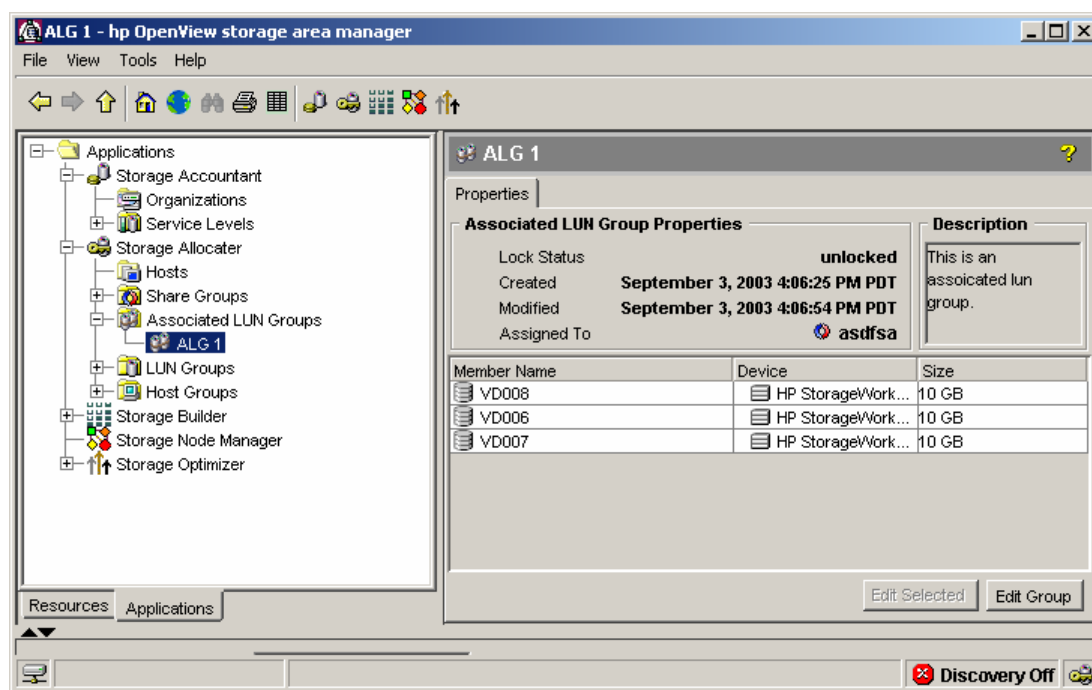 ALG 1 - hp OpenView storage area manager
File View Tools Help
Applications
Storage Accountant
Organizations
Service Levels
Storage Allocater
Hosts
Share Groups
Associated LUN Groups
ALG 1
LUN Groups
Host Groups
Storage Builder
Storage Node Manager
Storage Optimizer
Resources Applications
ALG 1 ?
Properties
Associated LUN Group Properties
Lock Status unlocked
Created September 3, 2003 4:06:25 PM PDT
Modified September 3, 2003 4:06:54 PM PDT
Assigned To asdfsa
Description
This is an
assoicated lun
group.
Member Name Device Size
VD008 HP StorageWork... 10 GB
VD006 HP StorageWork... 10 GB
VD007 HP StorageWork... 10 GB
Edit Selected Edit Group
Discovery Off